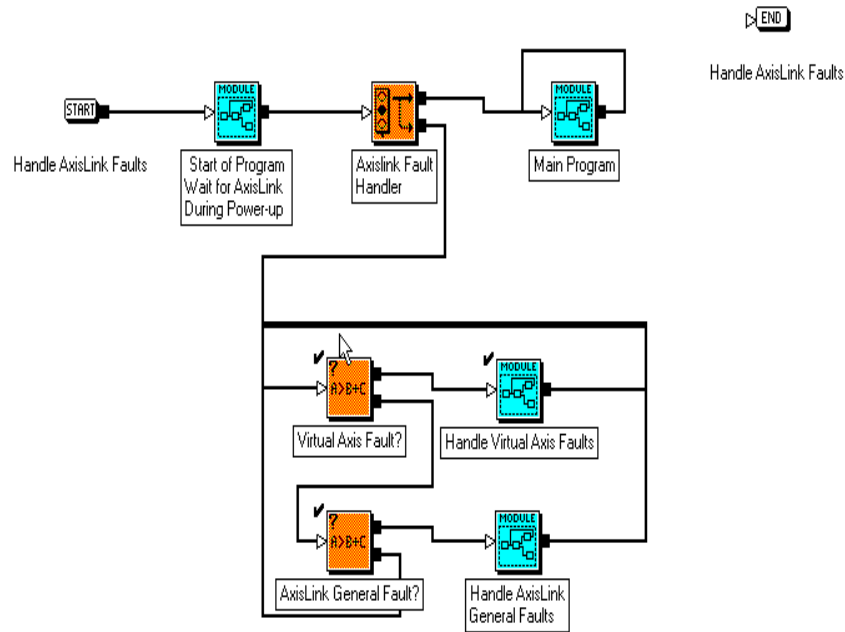 END
Handle AxisLink Faults
START
Handle AxisLink Faults
MODULE
Start of Program
Wait for AxisLink
During Power-up
Axislink Fault
Handler
MODULE
Main Program
?
A>B+C
Virtual Axis Fault?
MODULE
Handle Virtual Axis Faults
?
A>B+C
AxisLink General Fault?
MODULE
Handle AxisLink
General Faults